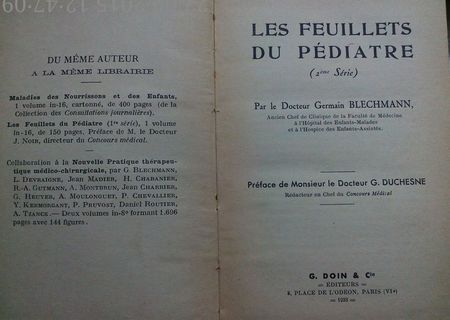 DU MÊME AUTEUR
A LA MÊME LIBRAIRIE
Maladies des Nourrissons et des Enfants,
1 volume in-16, cartonné, de 400 pages (de la
Collection des Consultations journalières).
Les Feuillets du Pédiatre (1re série), 1 volume
in-16, de 150 pages. Préface de M. le Docteur
J. Noir, directeur du Concours médical.
Collaboration à la Nouvelle Pratique thérapeu-
tique médico-chirurgicale, par G. Blechmann,
L. Devraigne, Jean Madier, H. Chabanier,
R.-A. Gutmann, A. Montbrun, Jean Charrier,
G. Heuyer, A. Moulonguet, P. Chevallier,
Y. Kermorgant, P. Pruvost, Daniel Routier,
A. Tzanck. — Deux volumes in-8º formant 1.696
pages avec 144 figures.
LES FEUILLETS
DU PÉDIATRE
(2ème Série)
Par le Docteur Germain BLECHMANN,
Ancien Chef de Clinique de la Faculté de Médecine
à l'Hôpital des Enfants-Malades
et à l'Hospice des Enfants-Assistés.
Préface de Monsieur le Docteur G. DUCHESNE
Rédacteur en Chef du Concours Médical
G. DOIN & Cie
— ÉDITEURS —
8, PLACE DE L'ODÉON, PARIS (VIe)